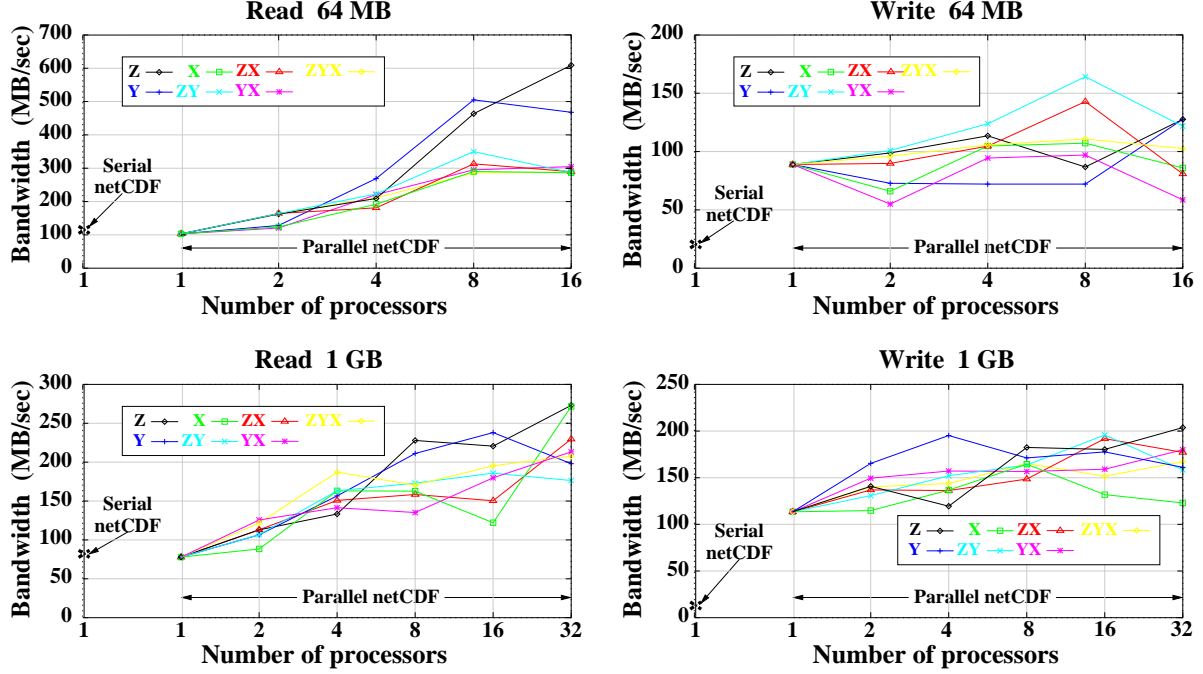 Read 64 MB
Bandwidth (MB/sec)
700
600
500
400
300
200
100
0
Z X ZX ZYX
Y ZY YX
Serial
netCDF
Parallel netCDF
1 1 2 4 8 16
Number of processors
Write 64 MB
Bandwidth (MB/sec)
200
150
100
50
0
Z X ZX ZYX
Y ZY YX
Serial
netCDF
Parallel netCDF
1 1 2 4 8 16
Number of processors
Read 1 GB
Bandwidth (MB/sec)
300
250
200
150
100
50
0
Z X ZX ZYX
Y ZY YX
Serial
netCDF
Parallel netCDF
1 1 2 4 8 16 32
Number of processors
Write 1 GB
Bandwidth (MB/sec)
250
200
150
100
50
0
Z X ZX ZYX
Y ZY YX
Serial
netCDF
Parallel netCDF
1 1 2 4 8 16 32
Number of processors